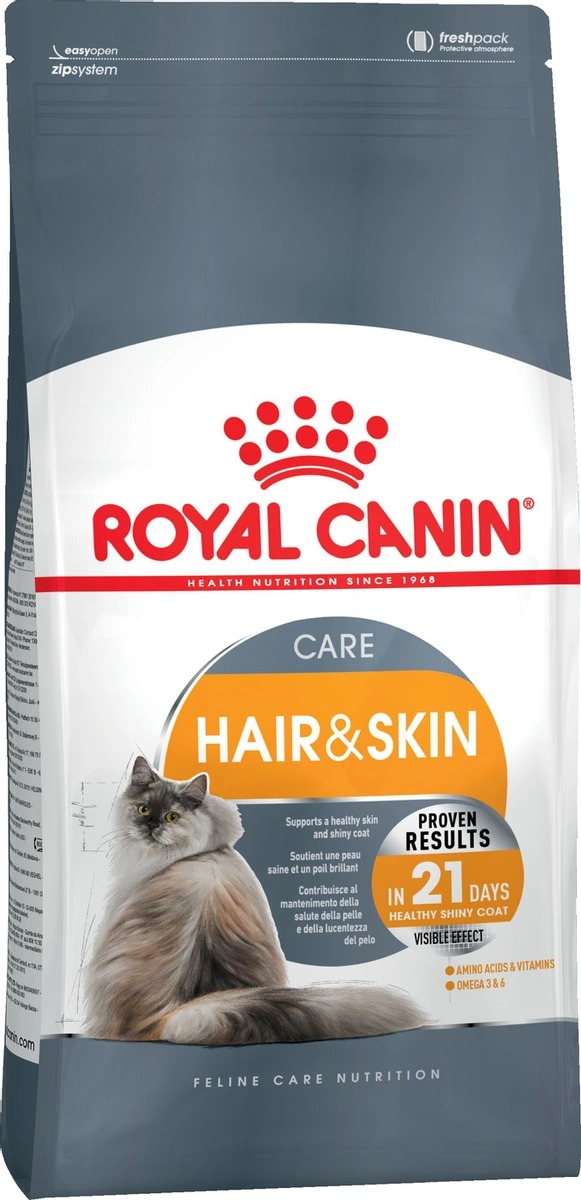 easyopen
zipsystem
freshpack
Protective atmosphere
ROYAL CANIN®
HEALTH NUTRITION SINCE 1968
CARE
HAIR&SKIN
Supports a healthy skin
and shiny coat
Soutient une peau
saine et un poil brillant
Contribuisce al
mantenimento della
salute della pelle
e della lucentezza
del pelo
PROVEN
RESULTS
IN 21 DAYS
HEALTHY SHINY COAT
VISIBLE EFFECT
AMINO ACIDS & VITAMINS
OMEGA 3 & 6
canin.com
FELINE CARE NUTRITION